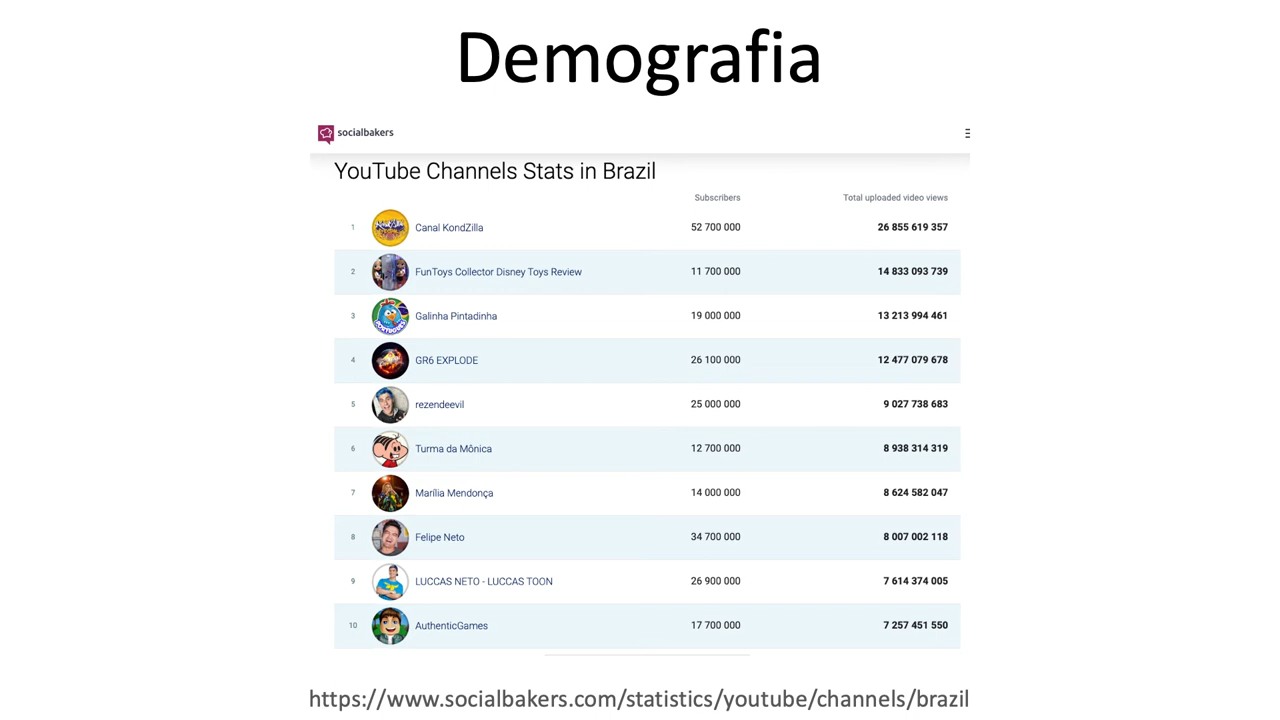 Demografia
socialbakers
YouTube Channels Stats in Brazil
Subscribers Total uploaded video views
1 Canal KondZilla 52 700 000 26 855 619 357
2 FunToys Collector Disney Toys Review 11 700 000 14 833 093 739
3 Galinha Pintadinha 19 000 000 13 213 994 461
4 GR6 EXPLODE 26 100 000 12 477 079 678
5 rezendeevil 25 000 000 9 027 738 683
6 Turma da Mônica 12 700 000 8 938 314 319
7 Marília Mendonça 14 000 000 8 624 582 047
8 Felipe Neto 34 700 000 8 007 002 118
9 LUCCAS NETO - LUCCAS TOON 26 900 000 7 614 374 005
10 AuthenticGames 17 700 000 7 257 451 550
https://www.socialbakers.com/statistics/youtube/channels/brazil